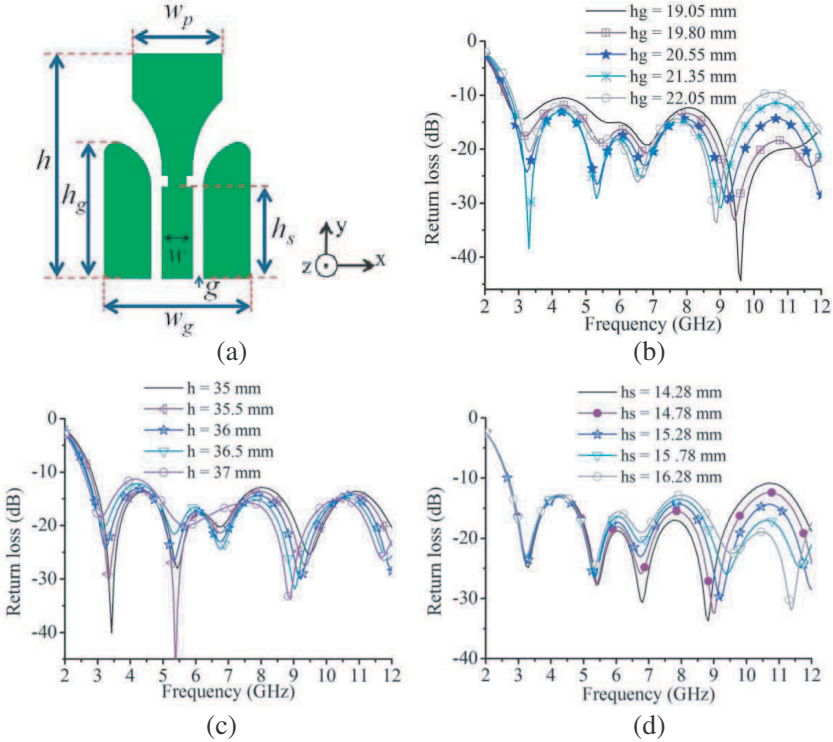 w_p
h
h_g
h_s
w
g
w_g
y
x
z
(a)
hg = 19.05 mm
hg = 19.80 mm
hg = 20.55 mm
hg = 21.35 mm
hg = 22.05 mm
0
-10
-20
-30
-40
Return loss (dB)
2 3 4 5 6 7 8 9 10 11 12
Frequency (GHz)
(b)
h = 35 mm
h = 35.5 mm
h = 36 mm
h = 36.5 mm
h = 37 mm
0
-10
-20
-30
-40
Return loss (dB)
2 3 4 5 6 7 8 9 10 11 12
Frequency (GHz)
(c)
hs = 14.28 mm
hs = 14.78 mm
hs = 15.28 mm
hs = 15 .78 mm
hs = 16.28 mm
0
-10
-20
-30
-40
Return loss (dB)
2 3 4 5 6 7 8 9 10 11 12
Frequency (GHz)
(d)